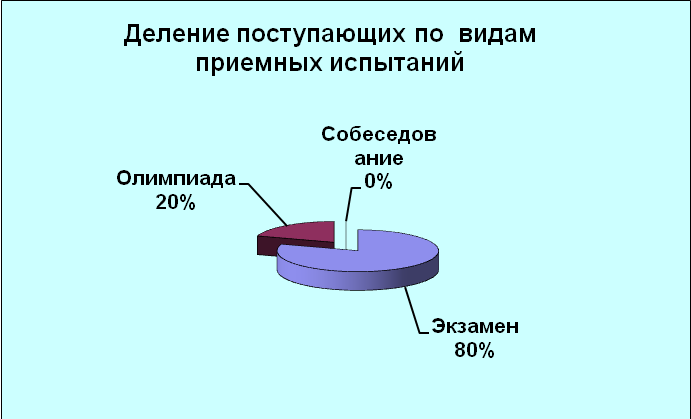 Деление поступающих по видам
приемных испытаний
Собеседов
ание
0%
Олимпиада
20%
Экзамен
80%